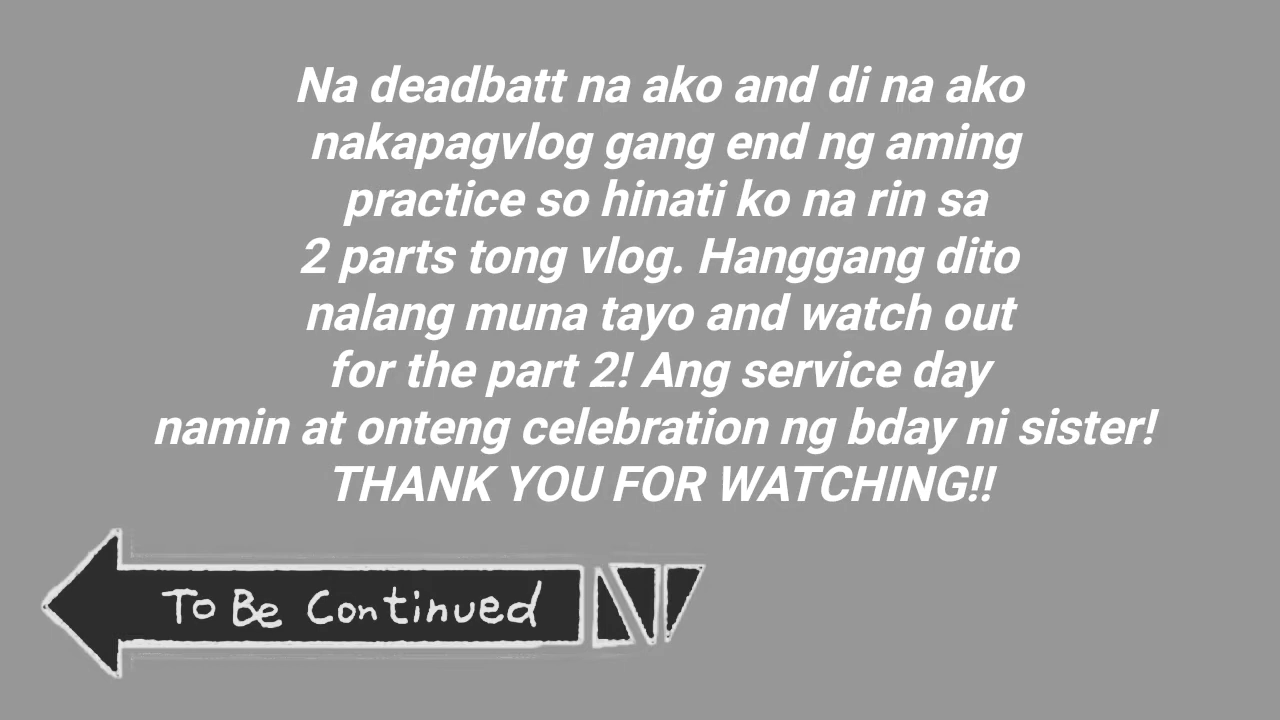 Na deadbatt na ako and di na ako
nakapagvlog gang end ng aming
practice so hinati ko na rin sa
2 parts tong vlog. Hanggang dito
nalang muna tayo and watch out
for the part 2! Ang service day
namin at onteng celebration ng bday ni sister!
THANK YOU FOR WATCHING!!
To Be Continued